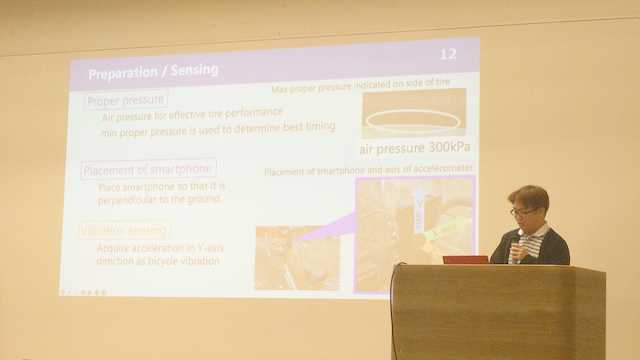 Preparation / Sensing
12
Proper pressure
Air pressure for effective tire performance
min proper pressure is used to determine best timing
Max proper pressure indicated on side of tire
air pressure 300kPa
Placement of smartphone
Place smartphone so that it is
perpendicular to the ground.
Placement of smartphone and axis of accelerometer
Vibration sensing
Acquire acceleration in Y-axis
direction as bicycle vibration